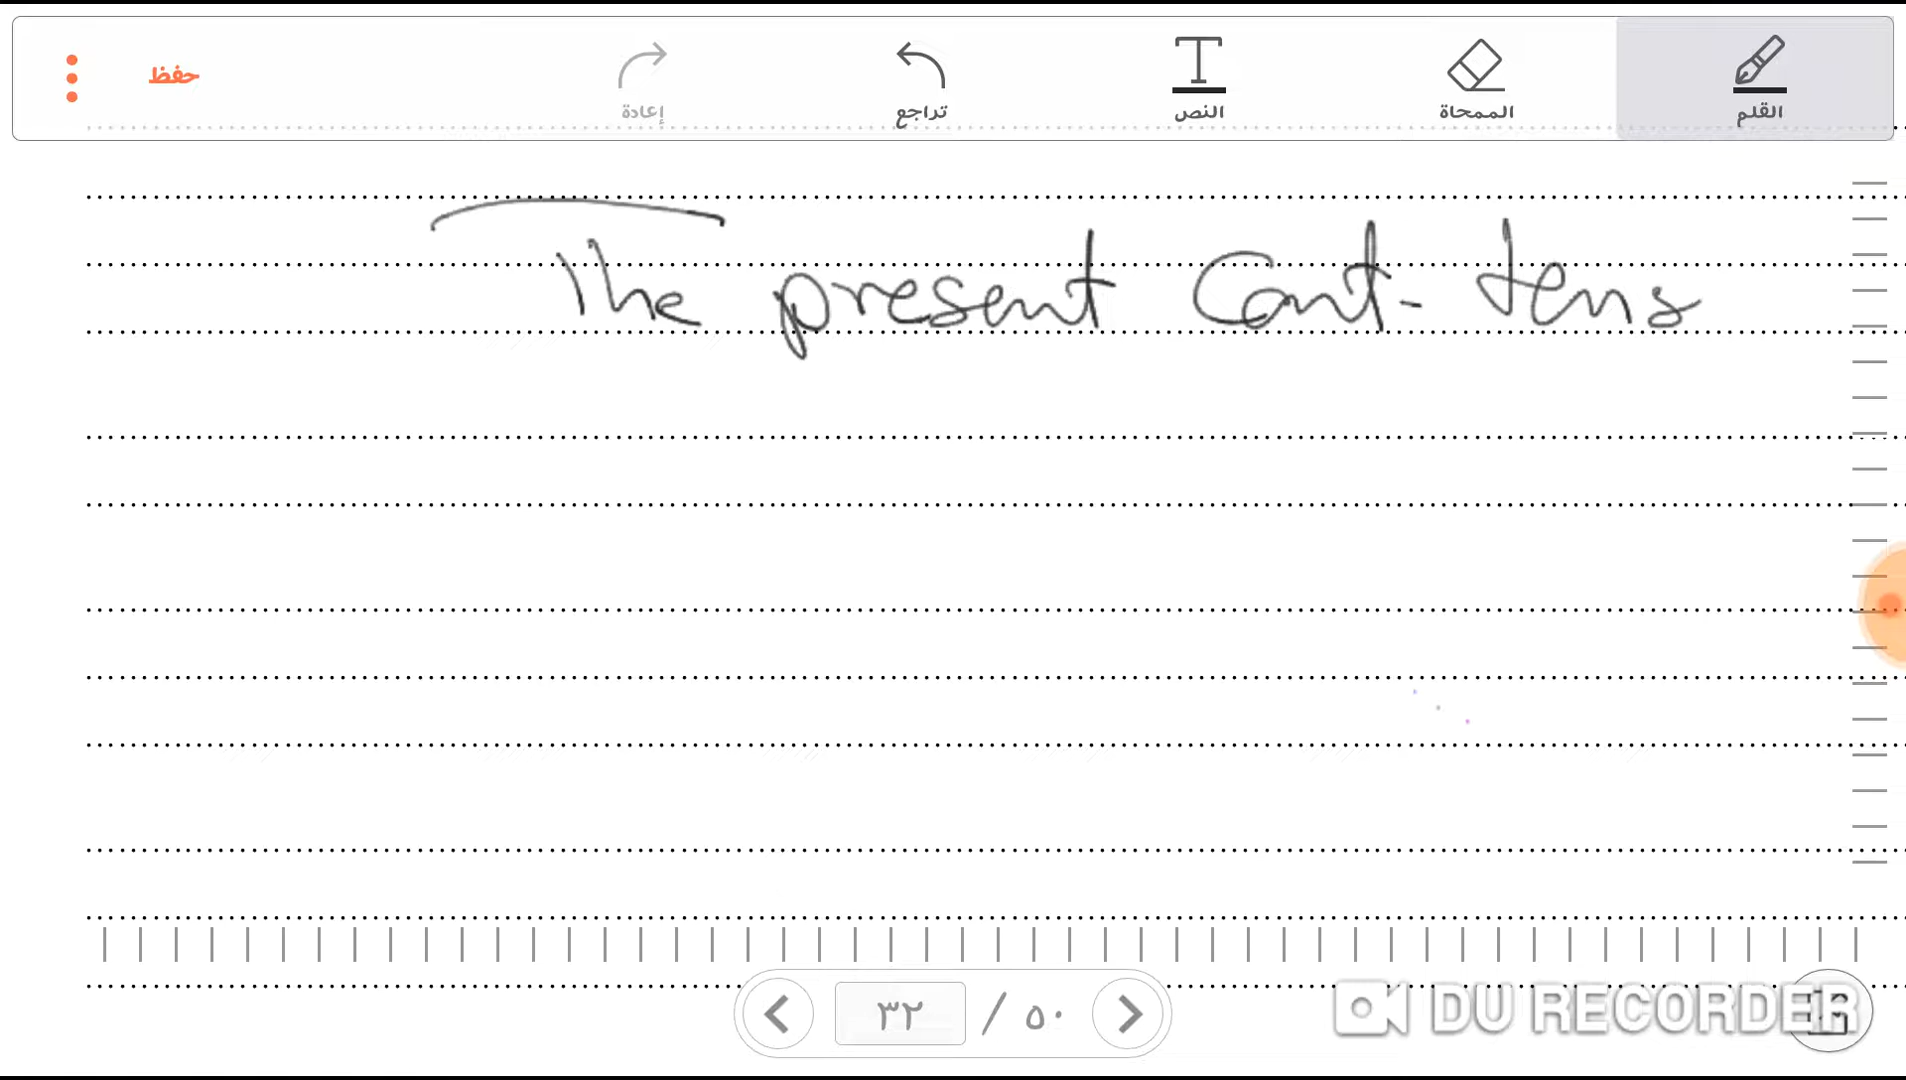 حفظ إعادة تراجع النص الممحاة القلم
The present Cont- tens
٣٢ / ٥٠
DU RECORDER